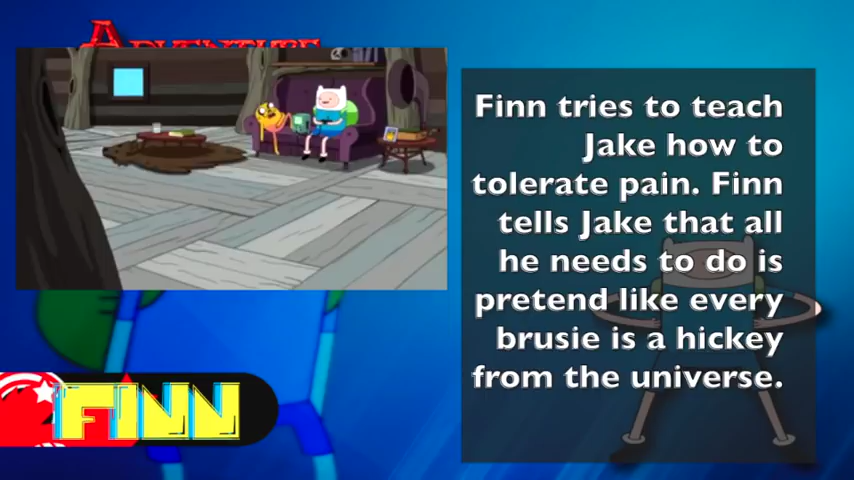 ADVENTURE
Finn tries to teach
Jake how to
tolerate pain. Finn
tells Jake that all
he needs to do is
pretend like every
brusie is a hickey
from the universe.
FINN